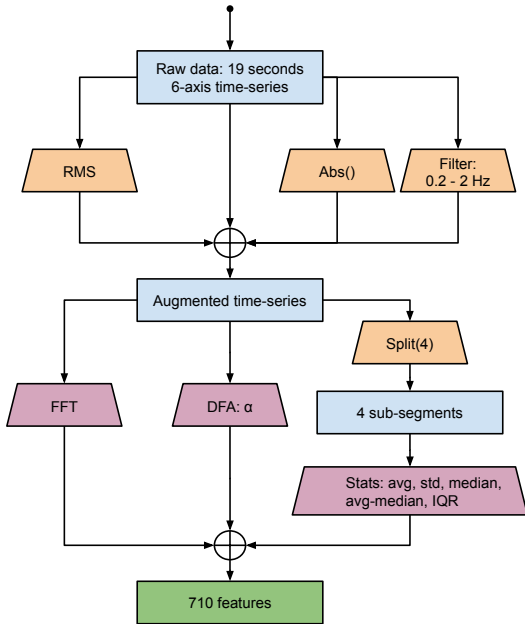 Raw data: 19 seconds
6-axis time-series
RMS
Abs()
Filter:
0.2 - 2 Hz
Augmented time-series
Split(4)
FFT
DFA: α
4 sub-segments
Stats: avg, std, median,
avg-median, IQR
710 features